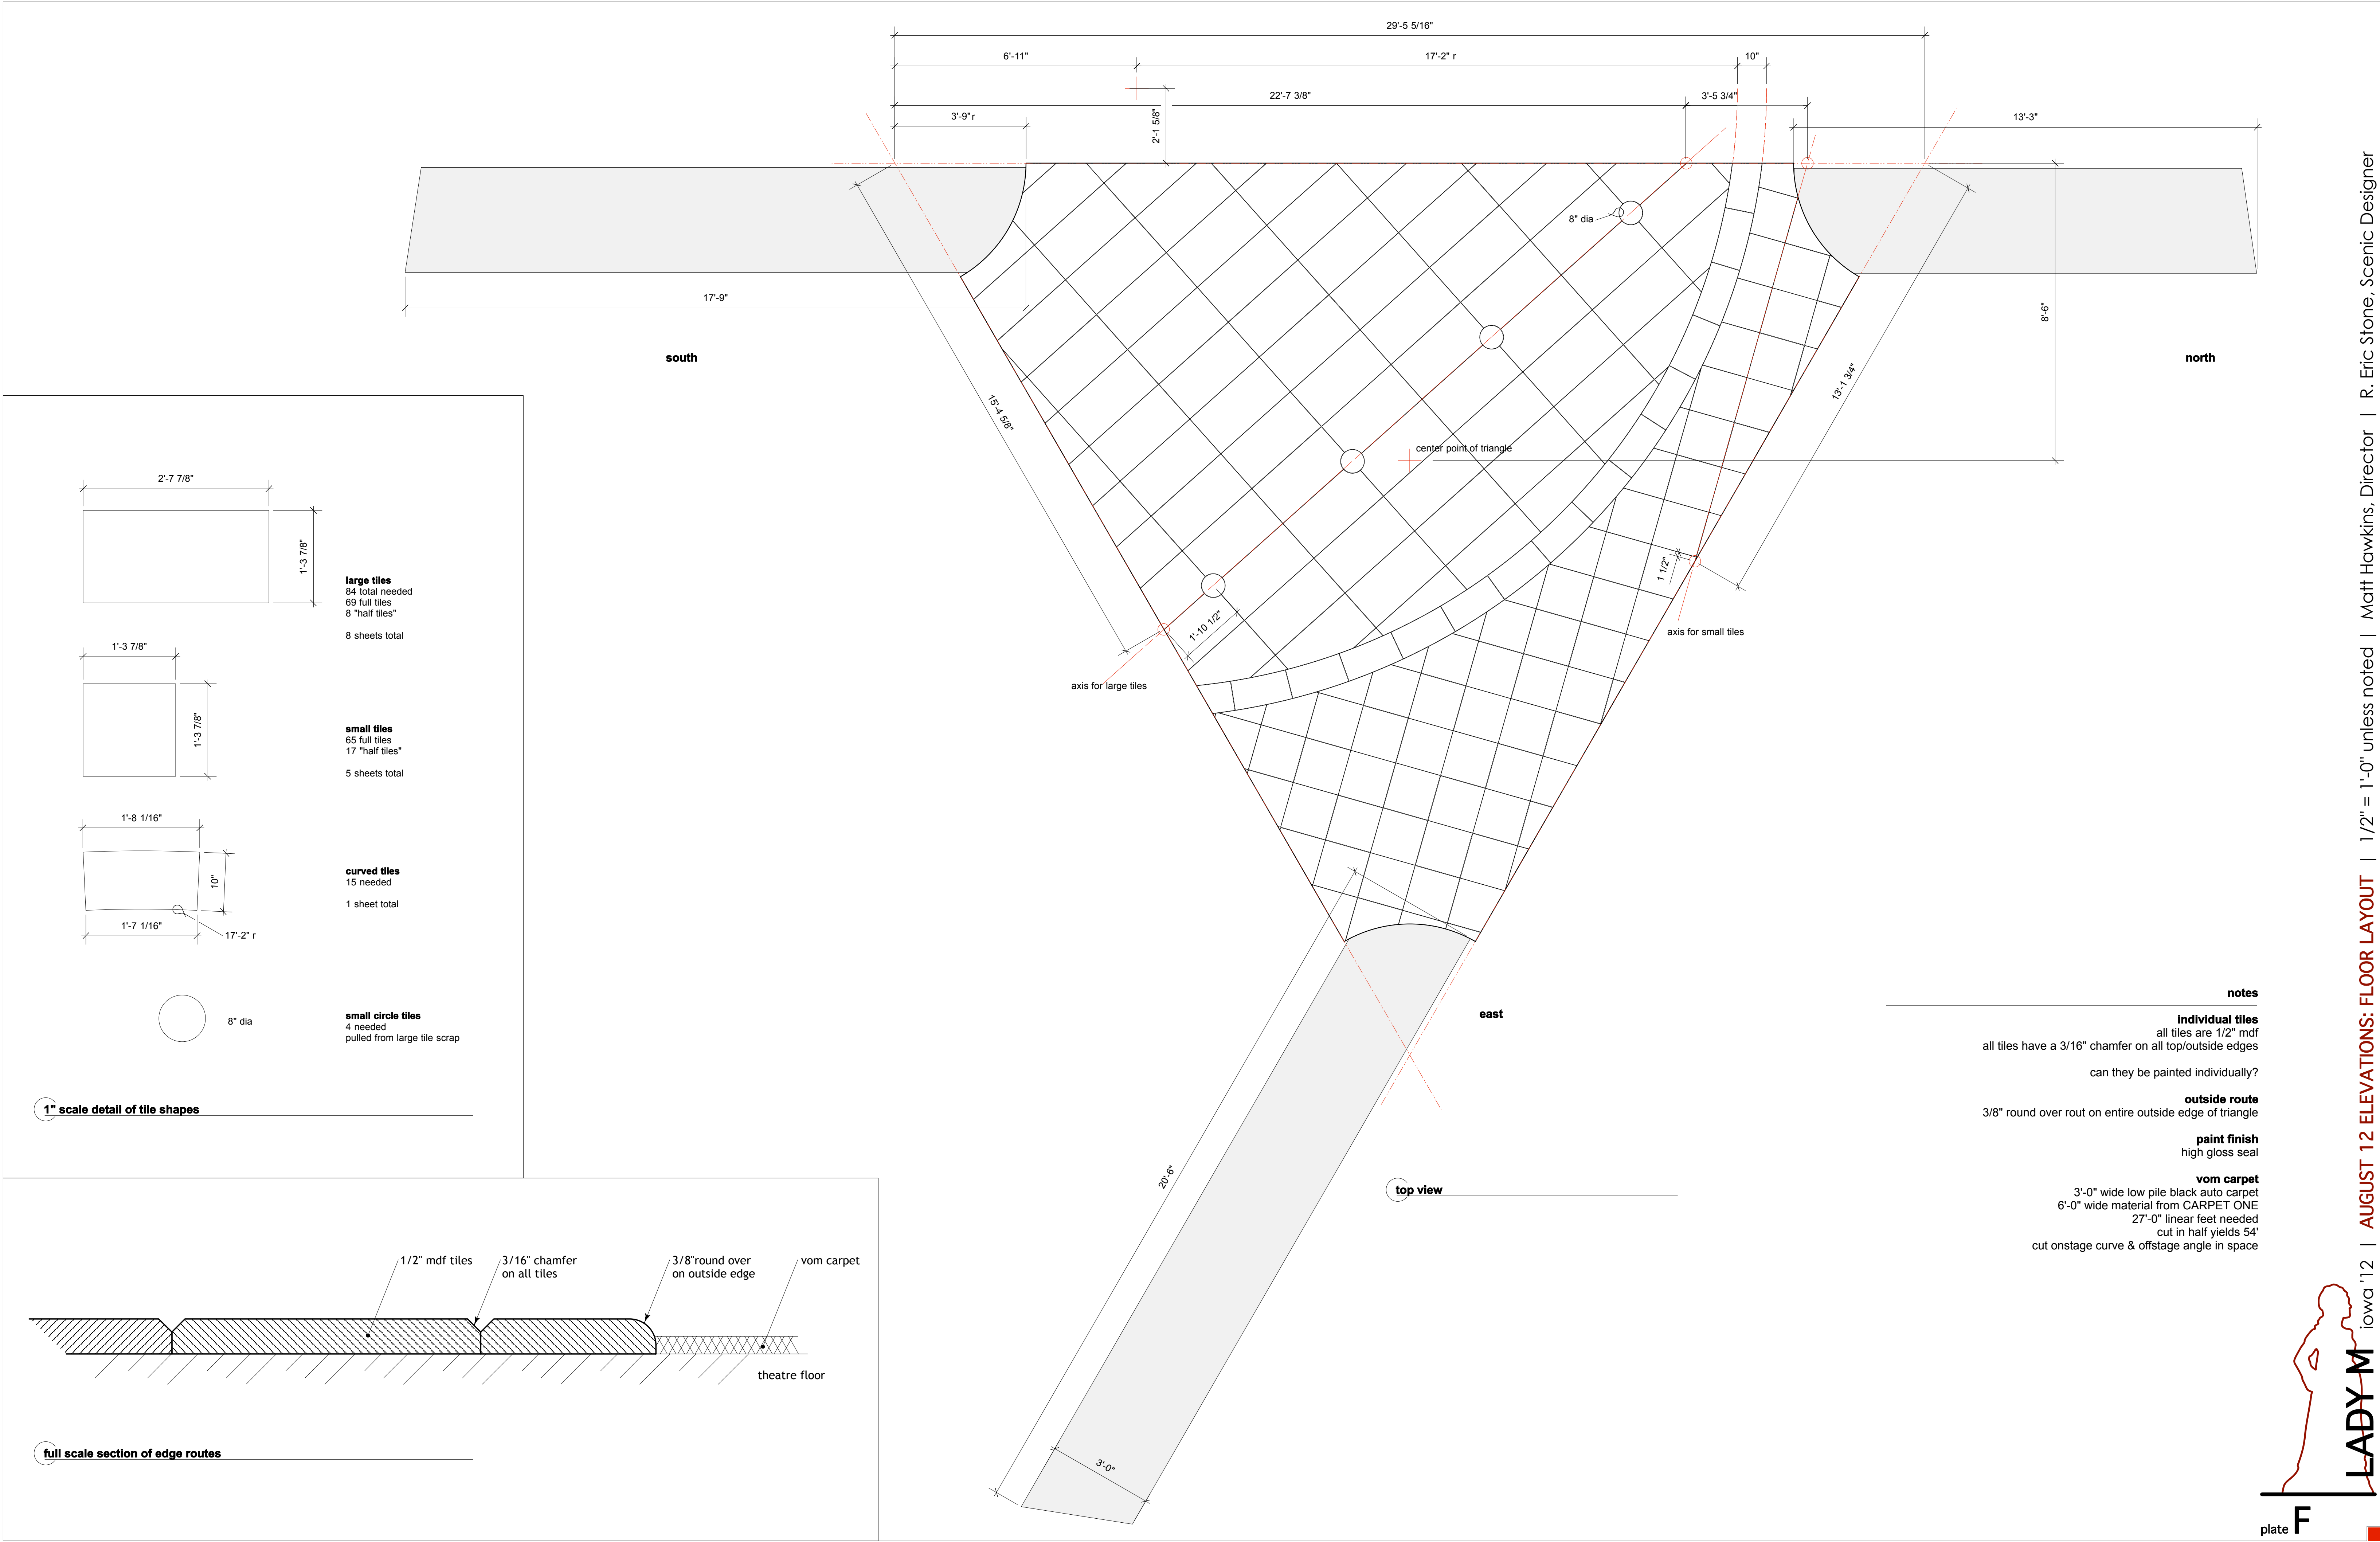 29'-5 5/16"
6'-11"
17'-2" r
10"
22'-7 3/8"
3'-5 3/4"
3'-9"r
2'-1 5/8"
13'-3"
8" dia
17'-9"
8'-6"
south
north
15'-4 5/8"
13'-1 3/4"
center point of triangle
1 1/2"
1'-10 1/2"
axis for small tiles
axis for large tiles
east
20'-6"
3'-0"
top view
2'-7 7/8"
1'-3 7/8"
large tiles
84 total needed
69 full tiles
8 "half tiles"
8 sheets total
1'-3 7/8"
1'-3 7/8"
small tiles
65 full tiles
17 "half tiles"
5 sheets total
1'-8 1/16"
10"
1'-7 1/16"
17'-2" r
curved tiles
15 needed
1 sheet total
8" dia
small circle tiles
4 needed
pulled from large tile scrap
1" scale detail of tile shapes
1/2" mdf tiles
3/16" chamfer
on all tiles
3/8"round over
on outside edge
vom carpet
theatre floor
full scale section of edge routes
notes
individual tiles
all tiles are 1/2" mdf
all tiles have a 3/16" chamfer on all top/outside edges
can they be painted individually?
outside route
3/8" round over rout on entire outside edge of triangle
paint finish
high gloss seal
vom carpet
3'-0" wide low pile black auto carpet
6'-0" wide material from CARPET ONE
27'-0" linear feet needed
cut in half yields 54'
cut onstage curve & offstage angle in space
LADY M iowa '12 | AUGUST 12 ELEVATIONS: FLOOR LAYOUT | 1/2" = 1'-0" unless noted | Matt Hawkins, Director | R. Eric Stone, Scenic Designer
plate F